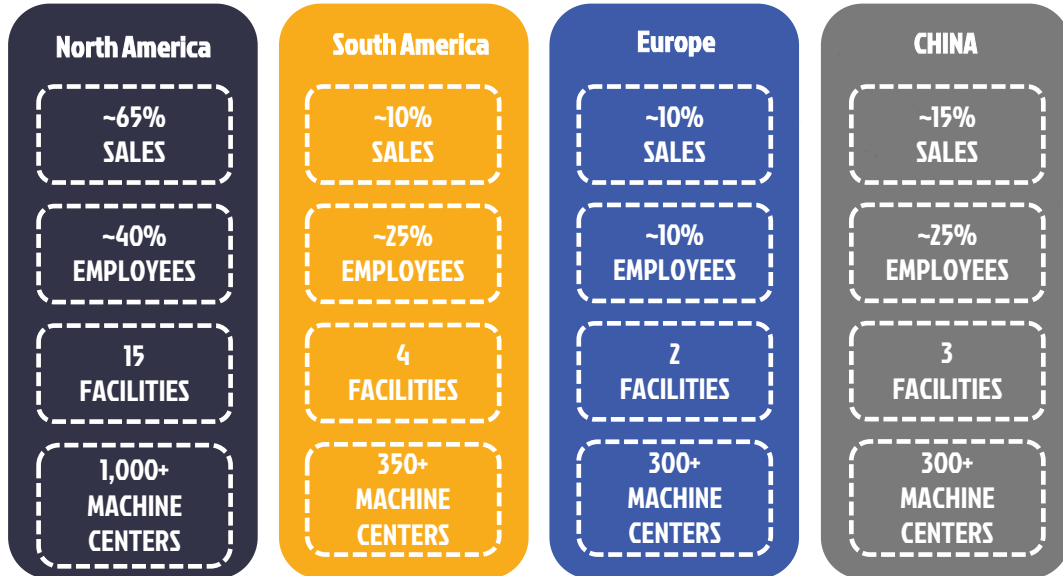 North America
~65%
SALES
~40%
EMPLOYEES
15
FACILITIES
1,000+
MACHINE
CENTERS
South America
~10%
SALES
~25%
EMPLOYEES
4
FACILITIES
350+
MACHINE
CENTERS
Europe
~10%
SALES
~10%
EMPLOYEES
2
FACILITIES
300+
MACHINE
CENTERS
CHINA
~15%
SALES
~25%
EMPLOYEES
3
FACILITIES
300+
MACHINE
CENTERS